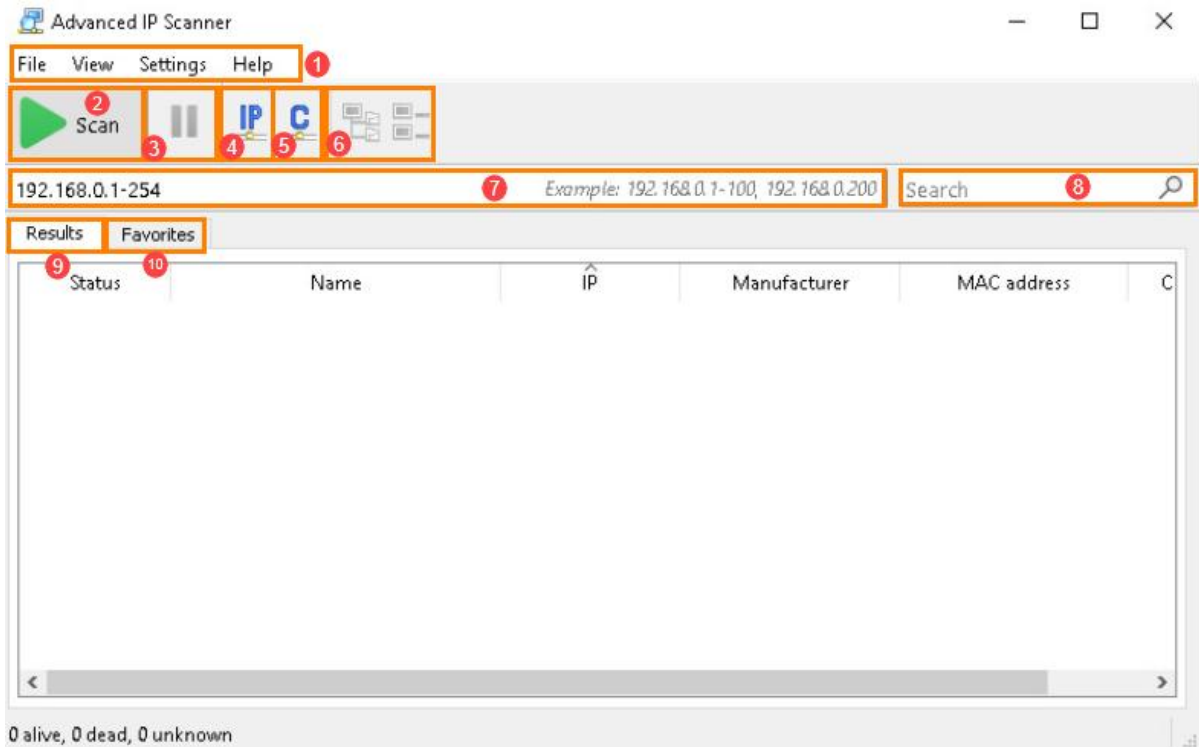 Advanced IP Scanner
File View Settings Help 1
2 Scan 3 IP 4 C 5 6
192.168.0.1-254 7 Example: 192.168.0.1-100, 192.168.0.200 Search 8
Results Favorites
9 10
Status Name IP Manufacturer MAC address C
0 alive, 0 dead, 0 unknown